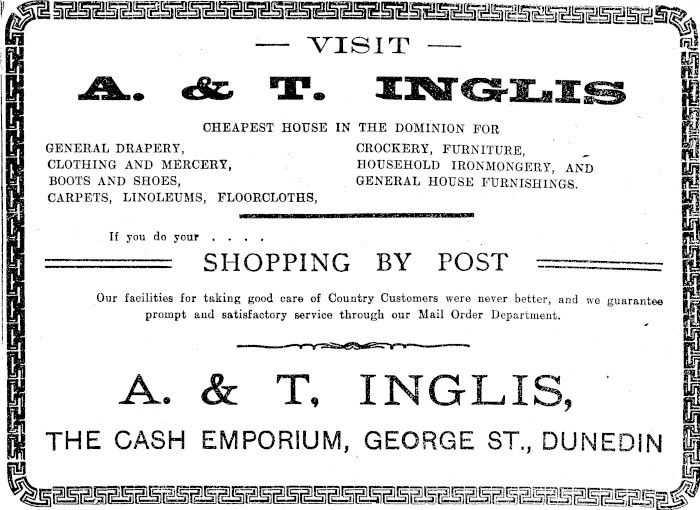 — VISIT —
A. & T. INGLIS
CHEAPEST HOUSE IN THE DOMINION FOR
GENERAL DRAPERY,
CLOTHING AND MERCERY,
BOOTS AND SHOES,
CARPETS, LINOLEUMS, FLOORCLOTHS,
CROCKERY, FURNITURE,
HOUSEHOLD IRONMONGERY, AND
GENERAL HOUSE FURNISHINGS.
If you do your . . . .
SHOPPING BY POST
Our facilities for taking good care of Country Customers were never better, and we guarantee
prompt and satisfactory service through our Mail Order Department.
A. & T. INGLIS,
THE CASH EMPORIUM, GEORGE ST., DUNEDIN